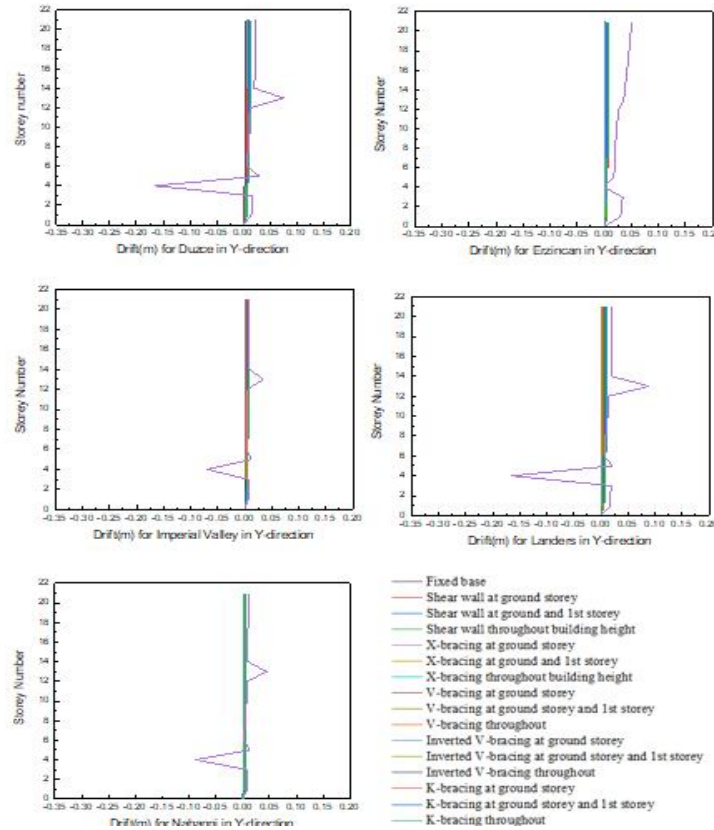 22
20
18
16
14
12
10
8
6
4
2
0
Storey number
-0.35 -0.30 -0.25 -0.20 -0.15 -0.10 -0.05 0.00 0.05 0.10 0.15 0.20
Drift(m) for Duzce in Y-direction
22
20
18
16
14
12
10
8
6
4
2
0
Storey Number
-0.35 -0.30 -0.25 -0.20 -0.15 -0.10 -0.05 0.00 0.05 0.10 0.15 0.20
Drift(m) for Erzincan in Y-direction
22
20
18
16
14
12
10
8
6
4
2
0
Storey Number
-0.35 -0.30 -0.25 -0.20 -0.15 -0.10 -0.05 0.00 0.05 0.10 0.15 0.20
Drift(m) for Imperial Valley in Y-direction
22
20
18
16
14
12
10
8
6
4
2
0
Storey Number
-0.35 -0.30 -0.25 -0.20 -0.15 -0.10 -0.05 0.00 0.05 0.10 0.15 0.20
Drift(m) for Landers in Y-direction
22
20
18
16
14
12
10
8
6
4
2
0
Storey Number
-0.35 -0.30 -0.25 -0.20 -0.15 -0.10 -0.05 0.00 0.05 0.10 0.15 0.20
Drift(m) for Nahanni in Y-direction
Fixed base
Shear wall at ground storey
Shear wall at ground and 1st storey
Shear wall throughout building height
X-bracing at ground storey
X-bracing at ground and 1st storey
X-bracing throughout building height
V-bracing at ground storey
V-bracing at ground storey and 1st storey
V-bracing throughout
Inverted V-bracing at ground storey
Inverted V-bracing at ground storey and 1st storey
Inverted V-bracing throughout
K-bracing at ground storey
K-bracing at ground storey and 1st storey
K-bracing throughout